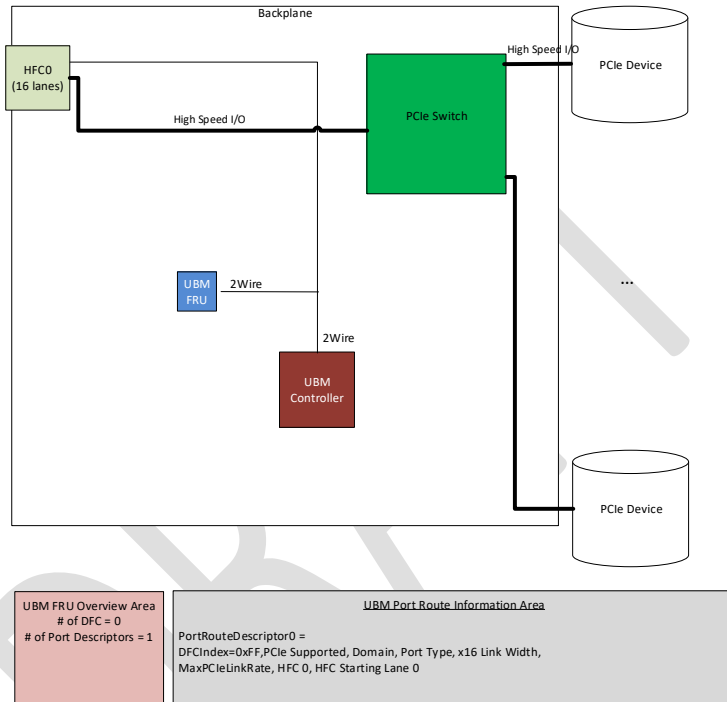 Backplane
HFC0
(16 lanes)
High Speed I/O
PCIe Switch
High Speed I/O
PCIe Device
UBM
FRU
2Wire
...
2Wire
UBM
Controller
PCIe Device
UBM FRU Overview Area
# of DFC = 0
# of Port Descriptors = 1
UBM Port Route Information Area
PortRouteDescriptor0 =
DFCIndex=0xFF,PCIe Supported, Domain, Port Type, x16 Link Width,
MaxPCIeLinkRate, HFC 0, HFC Starting Lane 0